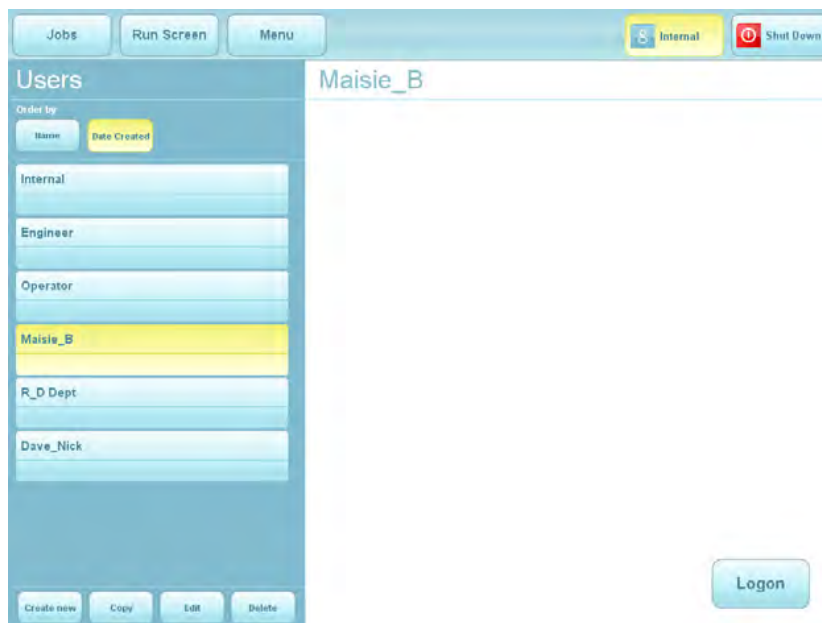 Jobs
Run Screen
Menu
Internal
Shut Down
Users
Maisie_B
Order by
Name
Date Created
Internal
Engineer
Operator
Maisie_B
R_D Dept
Dave_Nick
Logon
Create new
Copy
Edit
Delete